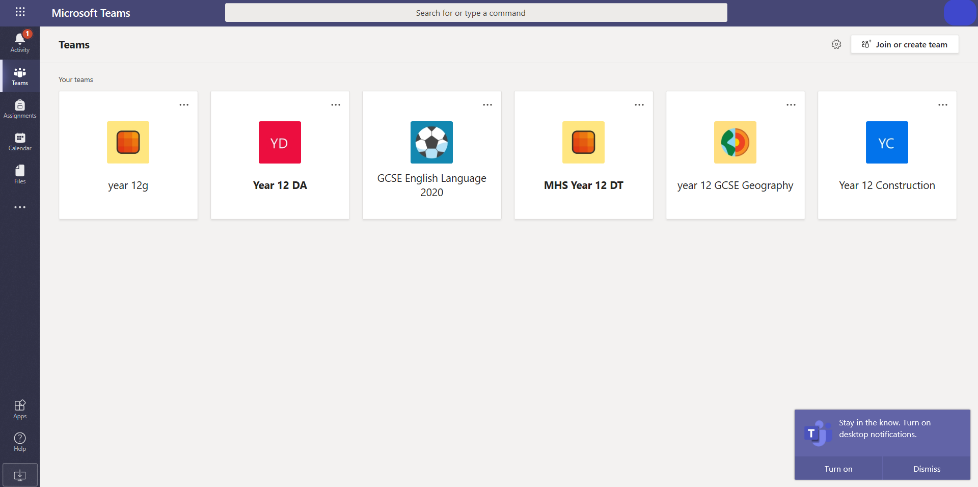 Microsoft Teams
Search for or type a command
1
Activity
Teams
Assignments
Calendar
Files
Apps
Help
Teams
Join or create team
Your teams
year 12g
YD
Year 12 DA
GCSE English Language
2020
MHS Year 12 DT
year 12 GCSE Geography
YC
Year 12 Construction
T
Stay in the know. Turn on
desktop notifications.
Turn on
Dismiss